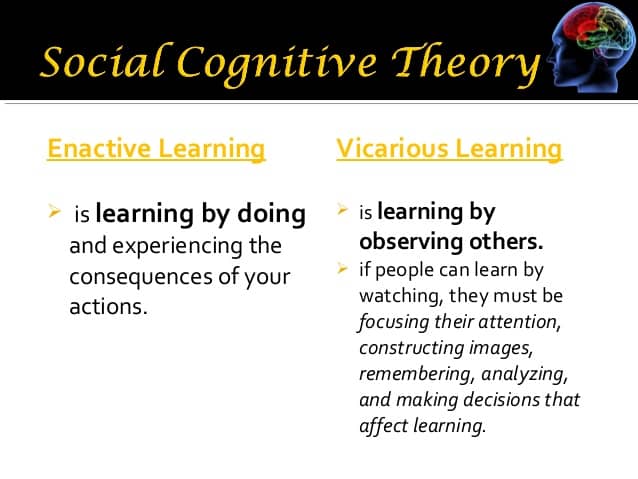 Social Cognitive Theory
Enactive Learning
➢ is learning by doing
and experiencing the
consequences of your
actions.
Vicarious Learning
➢ is learning by
observing others.
➢ if people can learn by
watching, they must be
focusing their attention,
constructing images,
remembering, analyzing,
and making decisions that
affect learning.